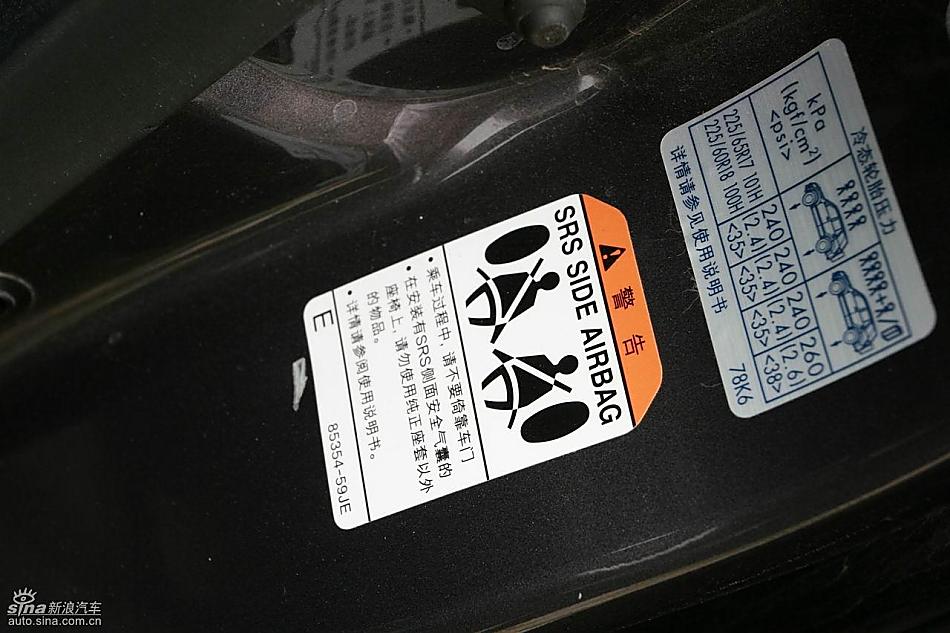 警告
SRS SIDE AIRBAG
• 乘车过程中，请不要倚靠车门
• 在安装有SRS侧面安全气囊的
座椅上，请勿使用纯正座套以外
的物品。
• 详情请参阅使用说明书。
E
85354-59JE
冷态轮胎压力
kPa
(kgf/cm²)
<psi>
225/65R17 101H
225/60R18 100H
240 240 240 260
(2.4) (2.4) (2.4) (2.6)
<35> <35> <35> <38>
详情请参见使用说明书
78K6
sina新浪汽车
auto.sina.com.cn